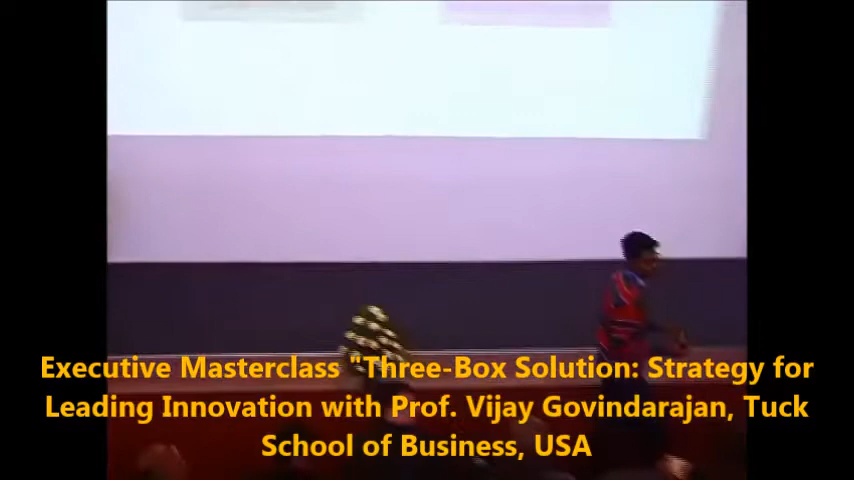 Executive Masterclass "Three-Box Solution: Strategy for
Leading Innovation with Prof. Vijay Govindarajan, Tuck
School of Business, USA